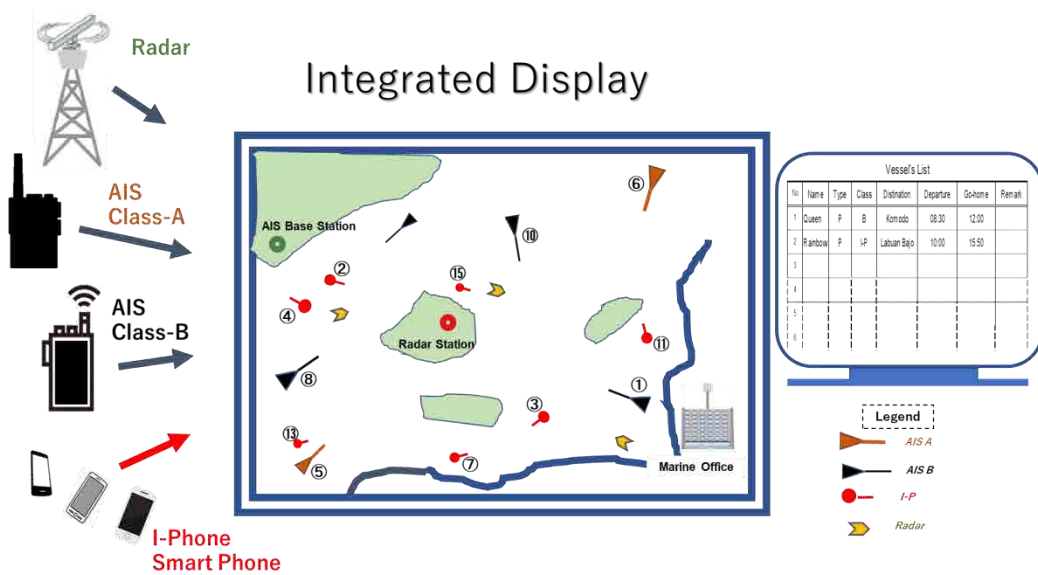 Radar
Integrated Display
AIS
Class-A
AIS
Class-B
I-Phone
Smart Phone
AIS Base Station
⑥
⑩
②
⑮
④
Radar Station
⑪
⑧
①
③
⑬
⑤
⑦
Marine Office
Vessel's List
No Name Type Class Distination Departure Go-home Remark
1 Queen P B Komodo 08:30 12:00
2 Rainbow P I-P Labuan Bajo 10:00 15:50
3
4
5
6
Legend
AIS A
AIS B
I-P
Radar